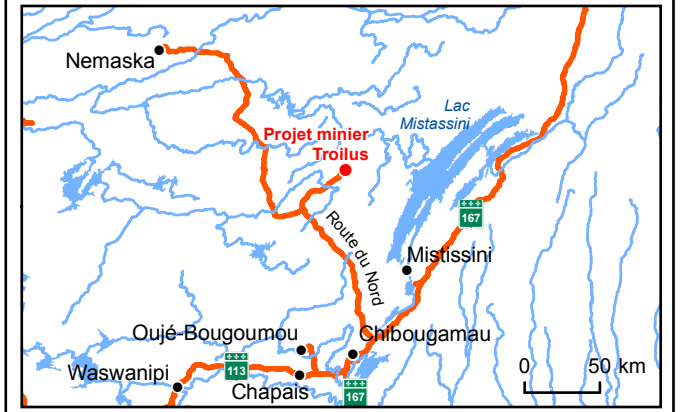 Nemaska
Lac
Mistassini
Projet minier
Troilus
167
Route du Nord
Mistissini
Oujé-Bougoumou
Chibougamau
113
Waswanipi
Chapais
167
0 50 km